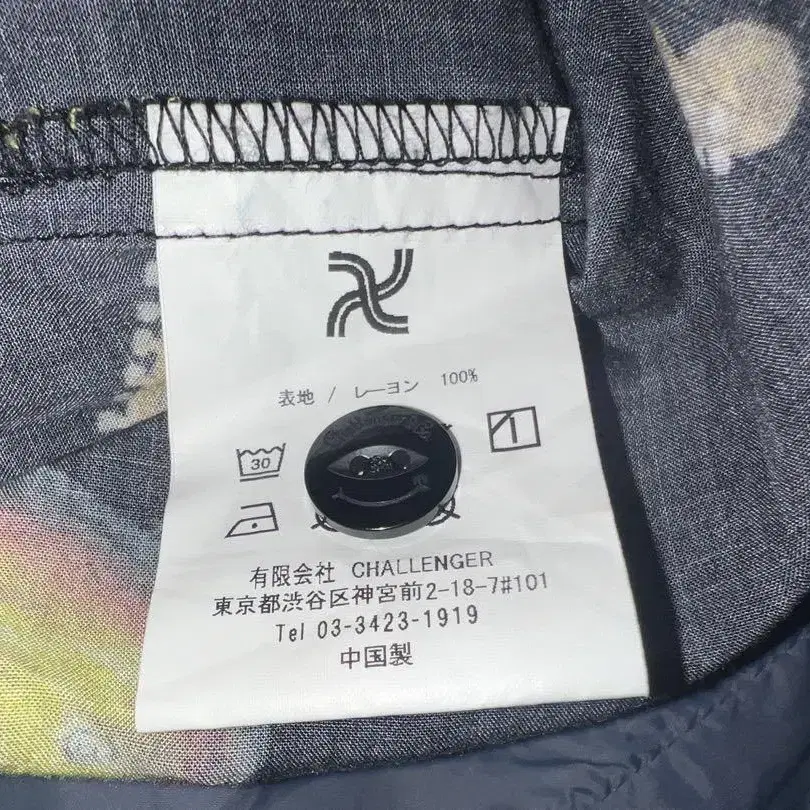 表地 / レーヨン 100%
30
有限会社 CHALLENGER
東京都渋谷区神宮前2-18-7#101
Tel 03-3423-1919
中国製